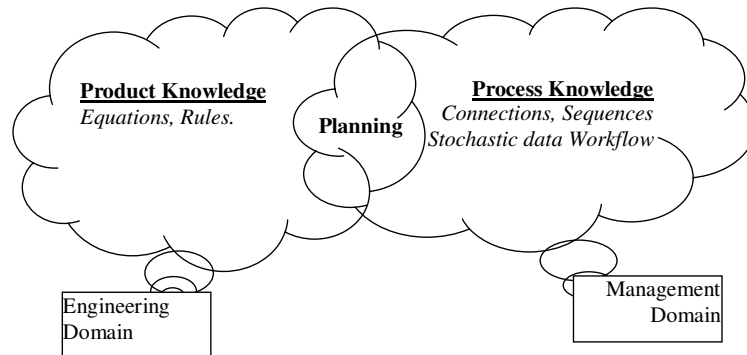 Product Knowledge
Equations, Rules.
Planning
Process Knowledge
Connections, Sequences
Stochastic data Workflow
Engineering
Domain
Management
Domain